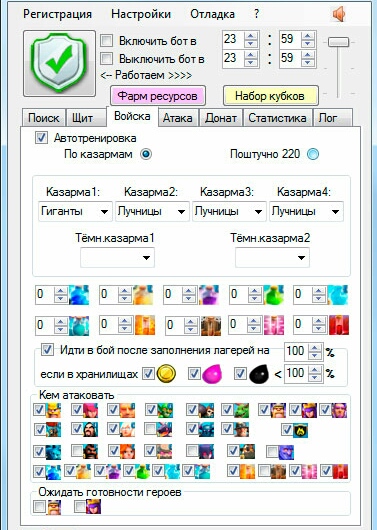 Регистрация Настройки Отладка ?
Включить бот в 23 : 59
Выключить бот в 23 : 59
<-- Работаем >>>>
Фарм ресурсов Набор кубков
Поиск Щит Войска Атака Донат Статистика Лог
Автотренировка
По казармам Поштучно 220
Казарма1: Казарма2: Казарма3: Казарма4:
Гиганты Лучницы Лучницы Лучницы
Тёмн.казарма1 Тёмн.казарма2
0 0 0 0 0
0 0 0 0 0
Идти в бой после заполнения лагерей на 100 %
если в хранилищах < 100 %
Кем атаковать
Ожидать готовности героев